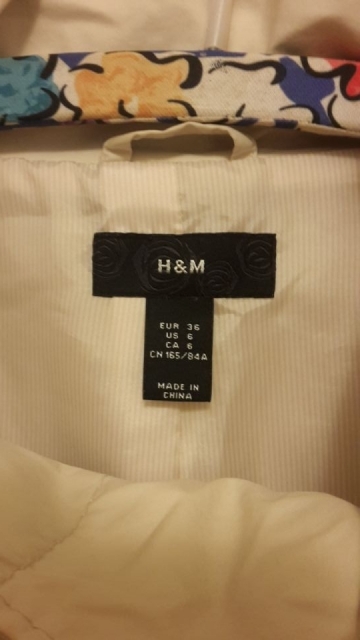 H&M
EUR 36
US 6
CA 6
CN 165/84A
MADE IN
CHINA